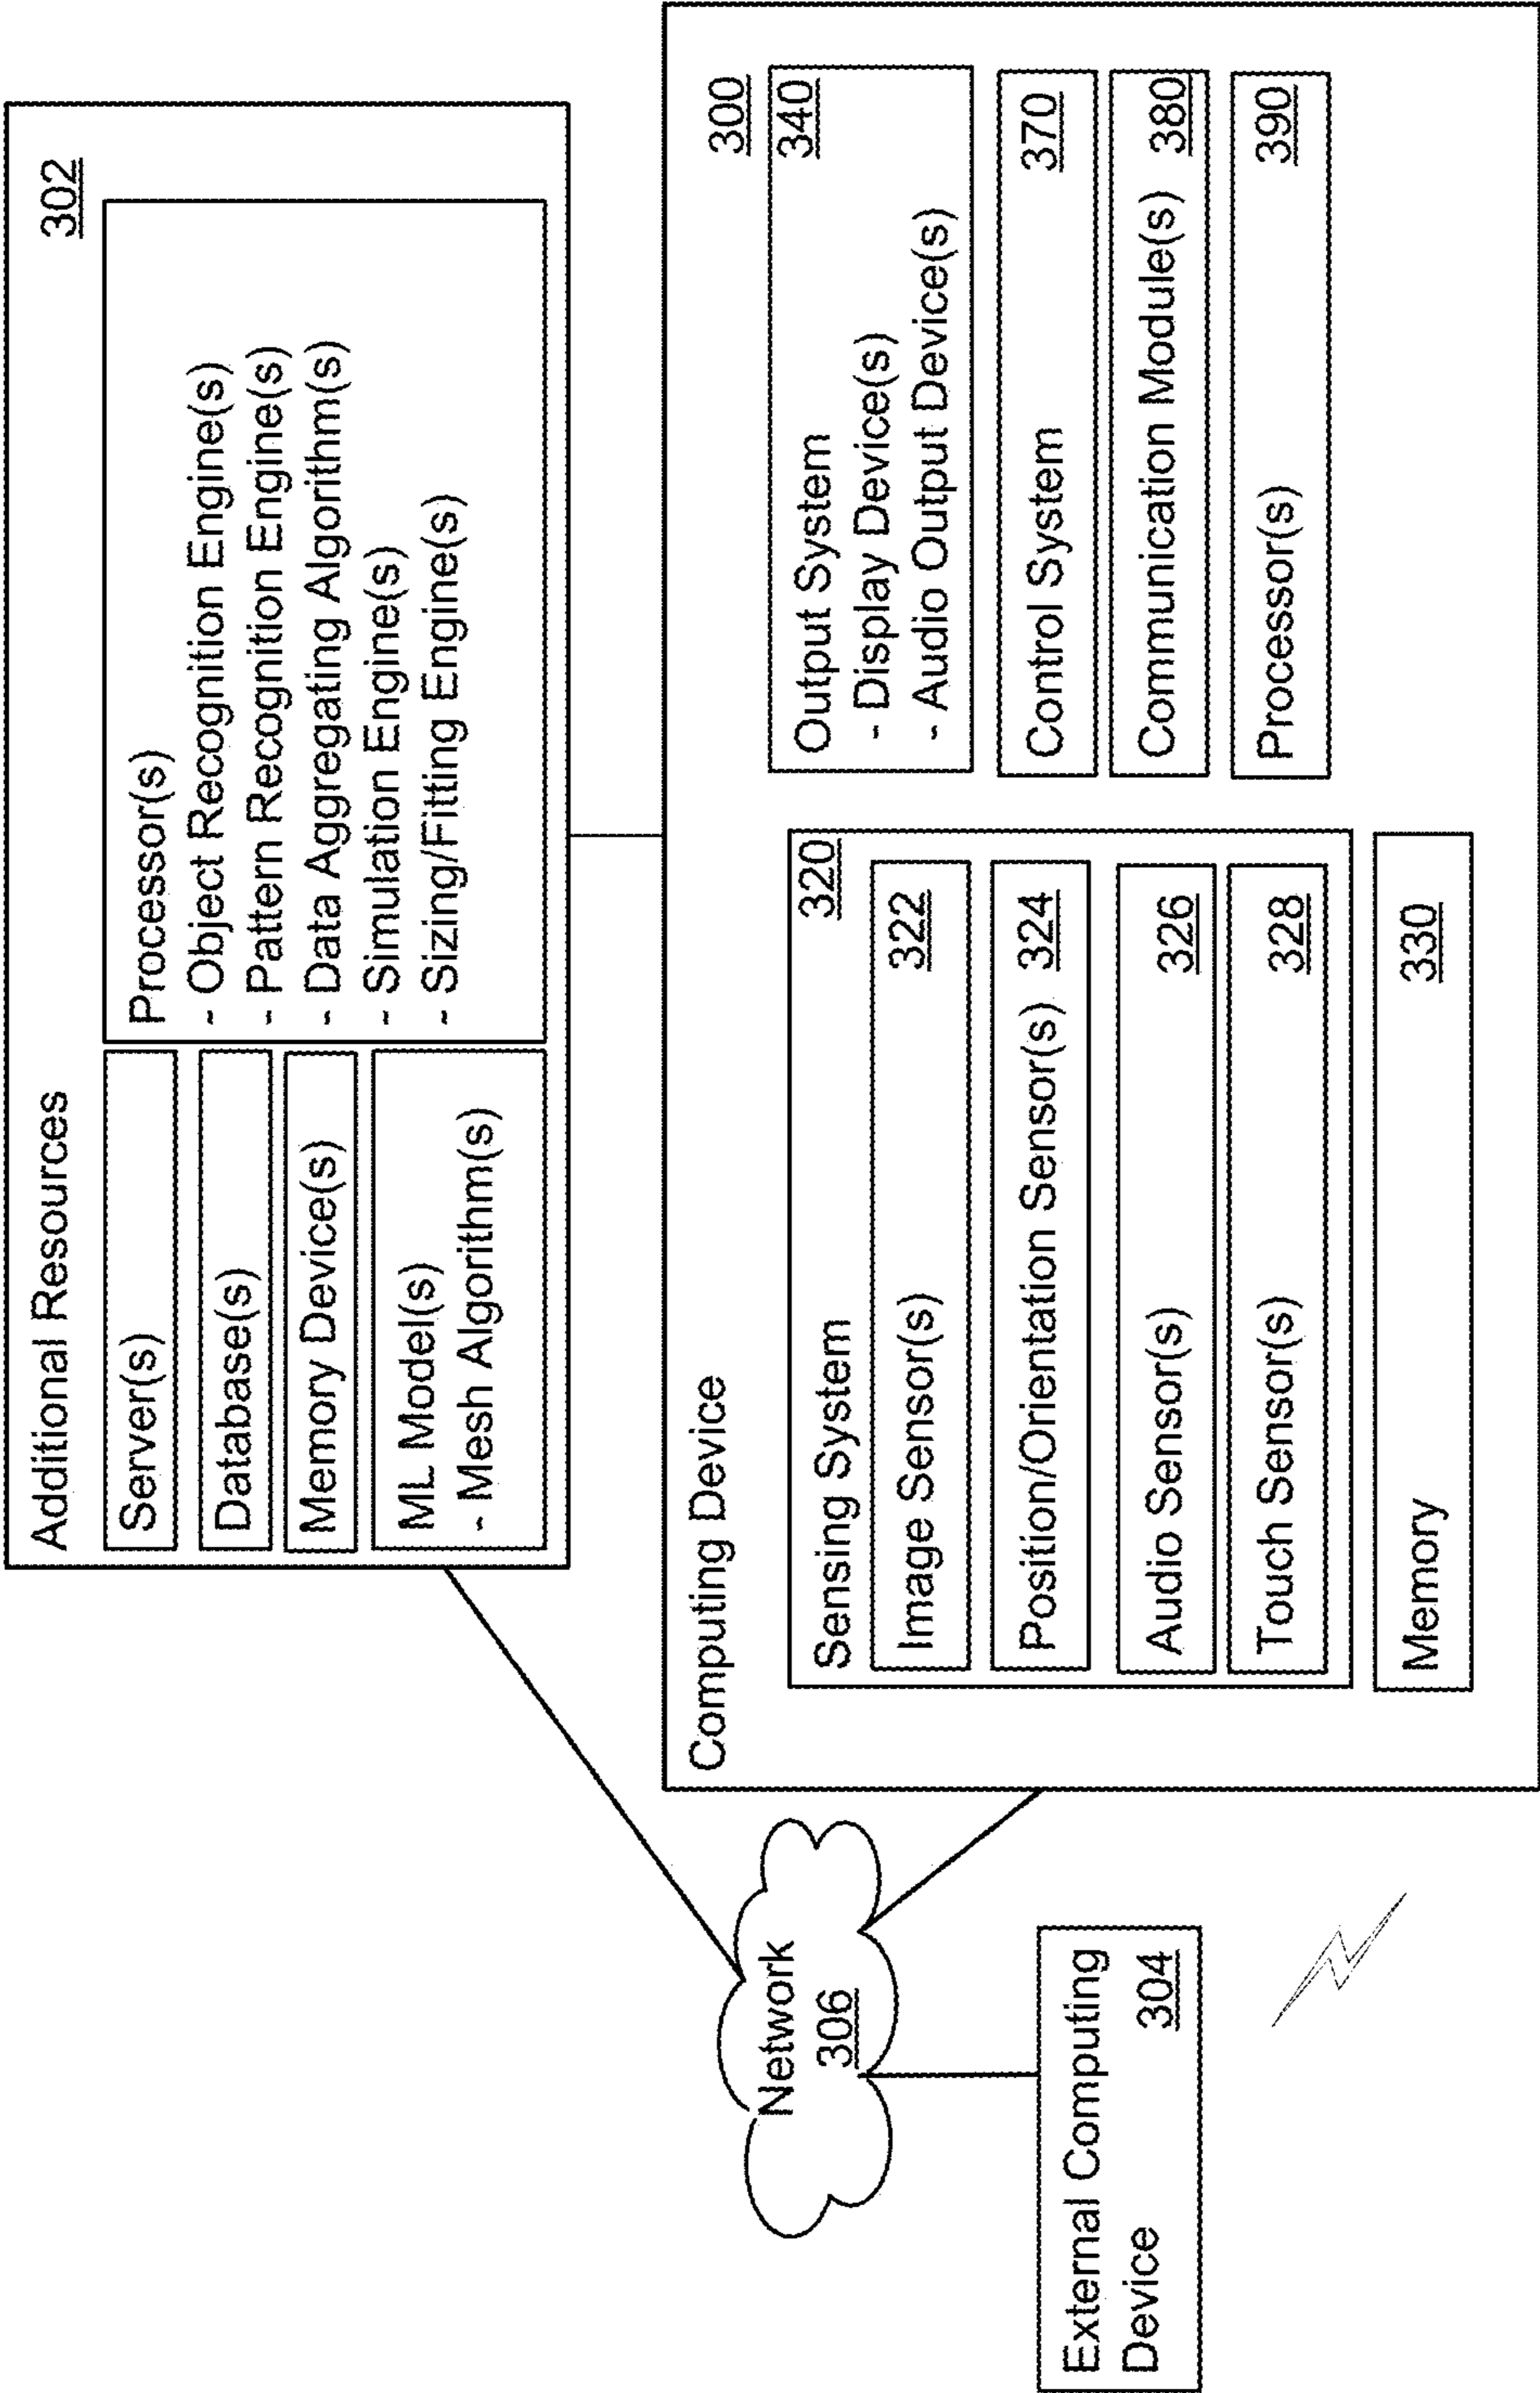 Additional Resources
302
Server(s)
Database(s)
Memory Device(s)
ML Model(s)
- Mesh Algorithm(s)
Processor(s)
- Object Recognition Engine(s)
- Pattern Recognition Engine(s)
- Data Aggregating Algorithm(s)
- Simulation Engine(s)
- Sizing/Fitting Engine(s)
Network
306
External Computing
Device 304
Computing Device
300
Sensing System 320
Image Sensor(s) 322
Position/Orientation Sensor(s) 324
Audio Sensor(s) 326
Touch Sensor(s) 328
Memory 330
340
Output System
- Display Device(s)
- Audio Output Device(s)
Control System 370
Communication Module(s) 380
Processor(s) 390